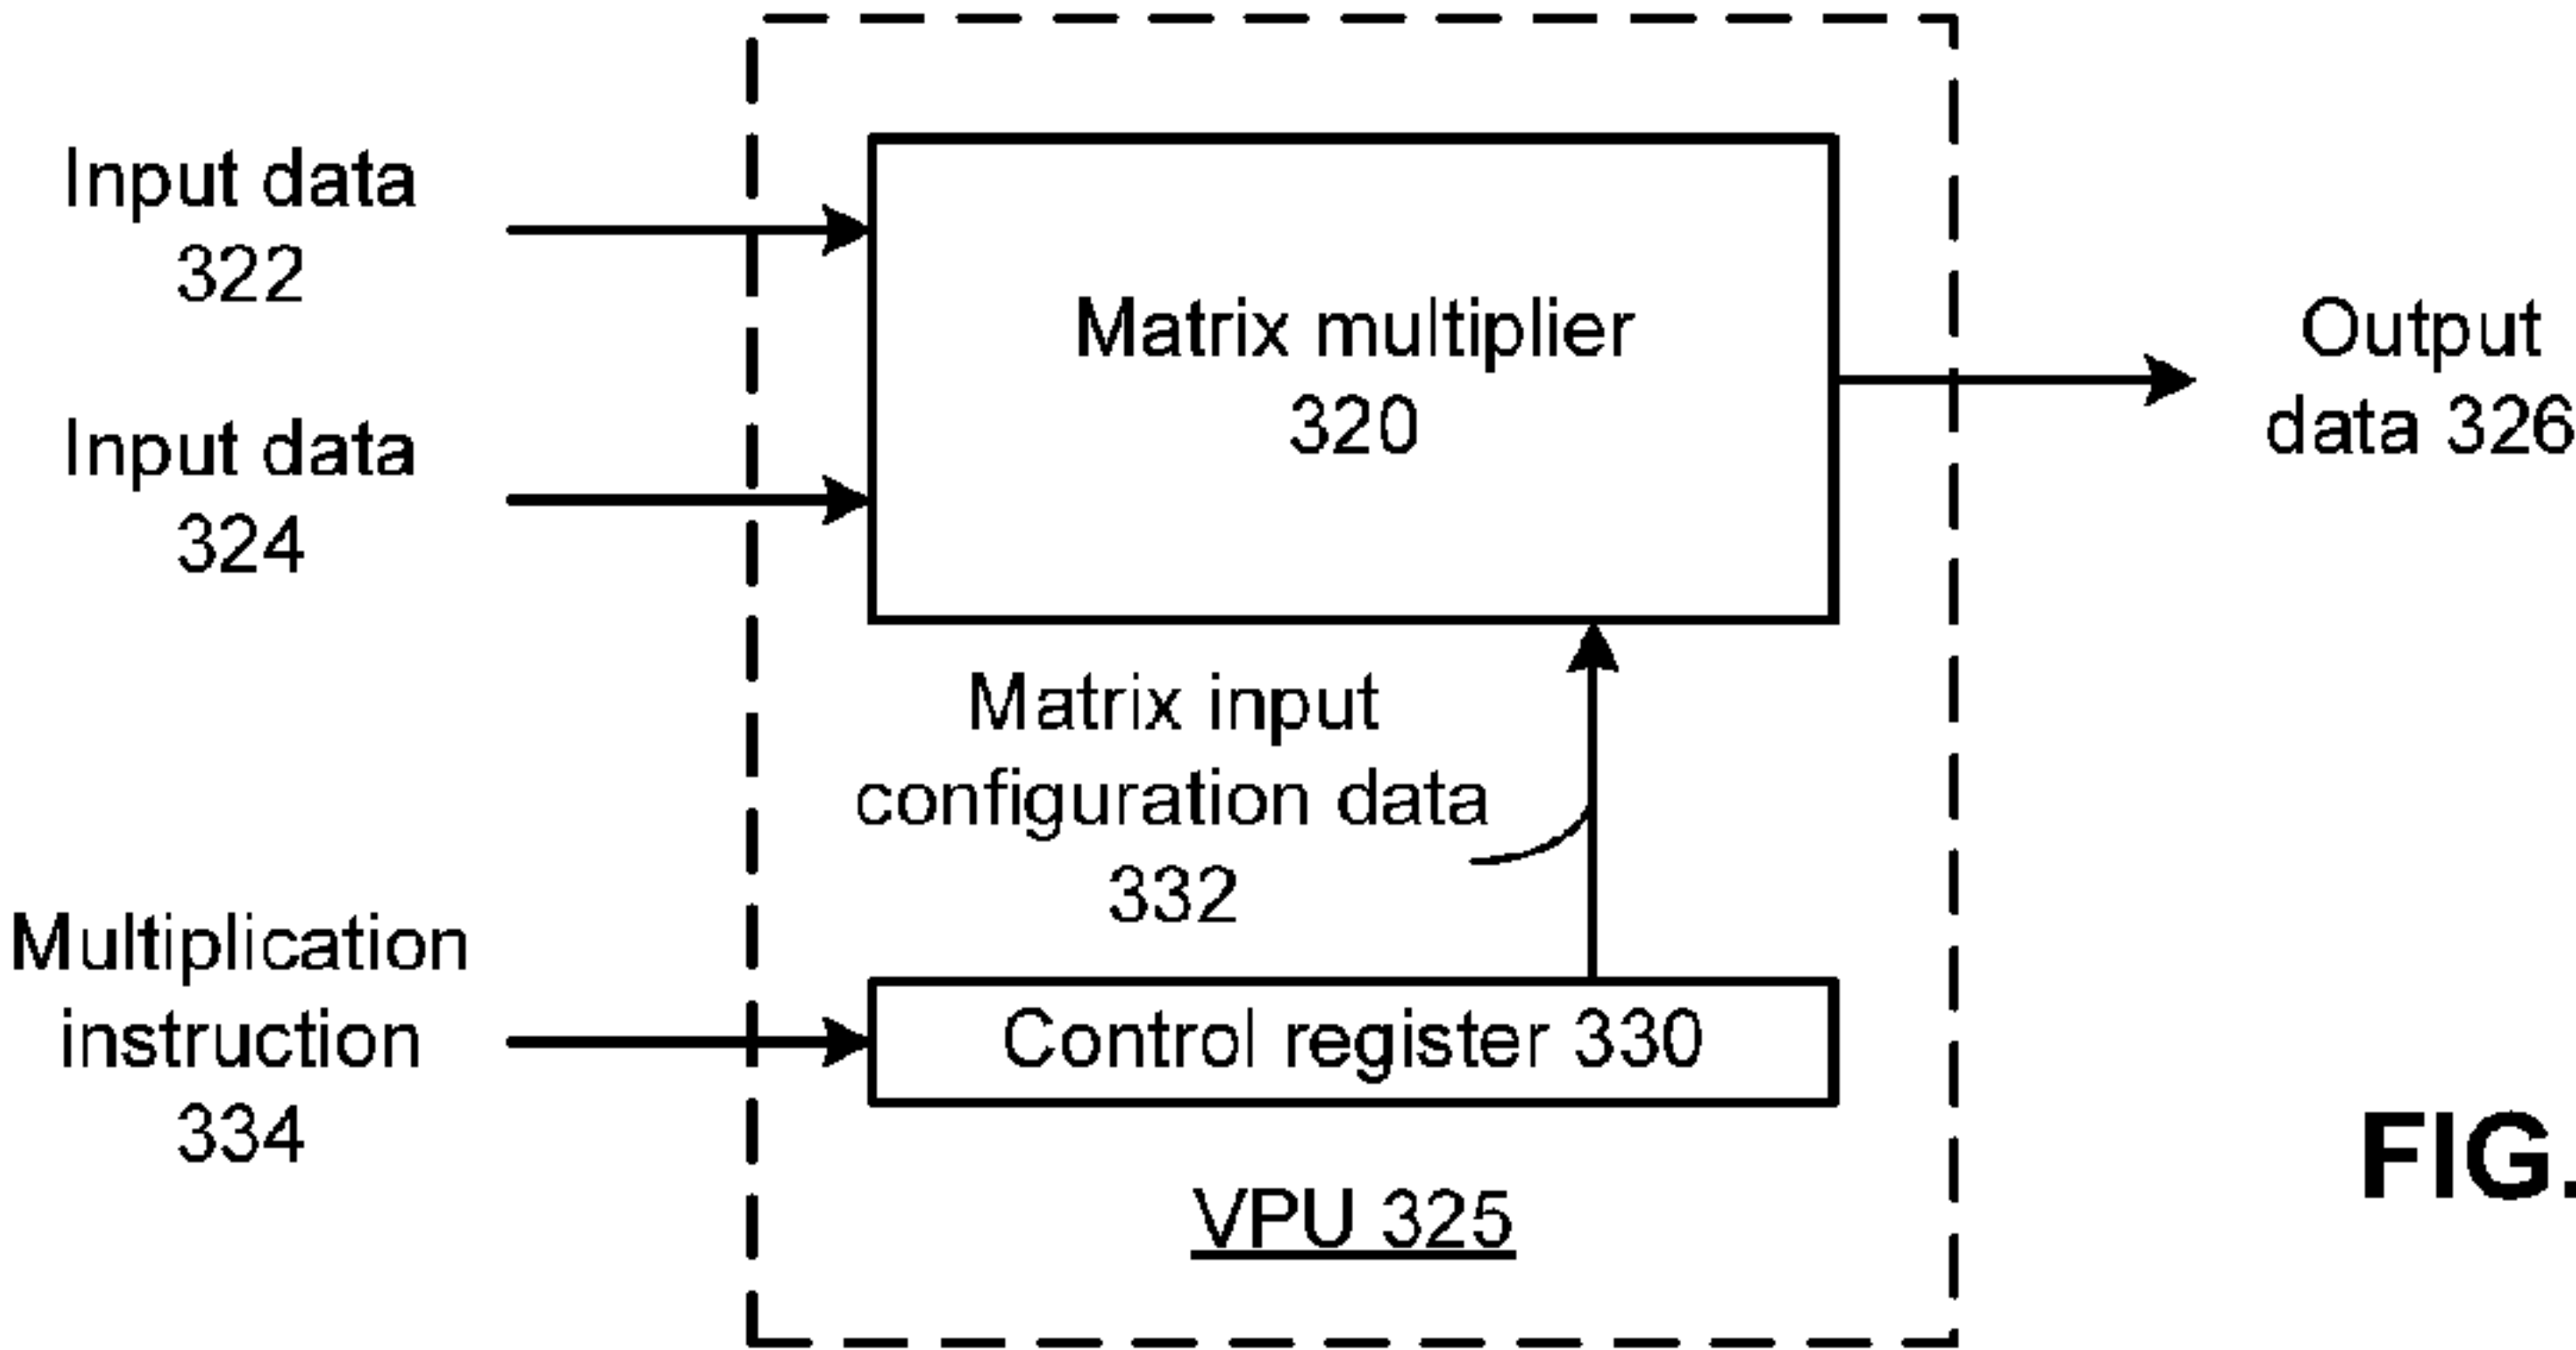 Input data
322
Input data
324
Matrix multiplier
320
Output
data 326
Matrix input
configuration data
332
Multiplication
instruction
334
Control register 330
VPU 325
FIG.